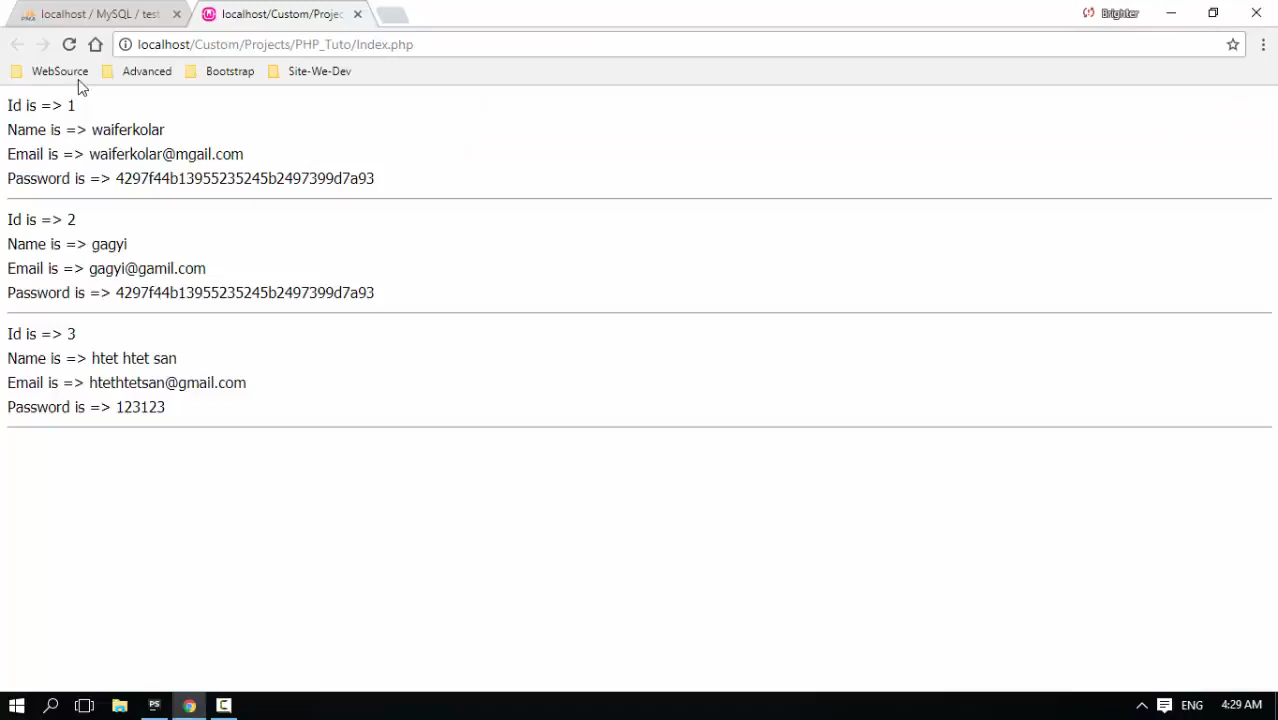 localhost / MySQL / test
localhost/Custom/Projec
Brighter
localhost/Custom/Projects/PHP_Tuto/Index.php
WebSource Advanced Bootstrap Site-We-Dev
Id is => 1
Name is => waiferkolar
Email is => waiferkolar@mgail.com
Password is => 4297f44b13955235245b2497399d7a93
Id is => 2
Name is => gagyi
Email is => gagyi@gamil.com
Password is => 4297f44b13955235245b2497399d7a93
Id is => 3
Name is => htet htet san
Email is => htethtetsan@gmail.com
Password is => 123123
PS
ENG
4:29 AM